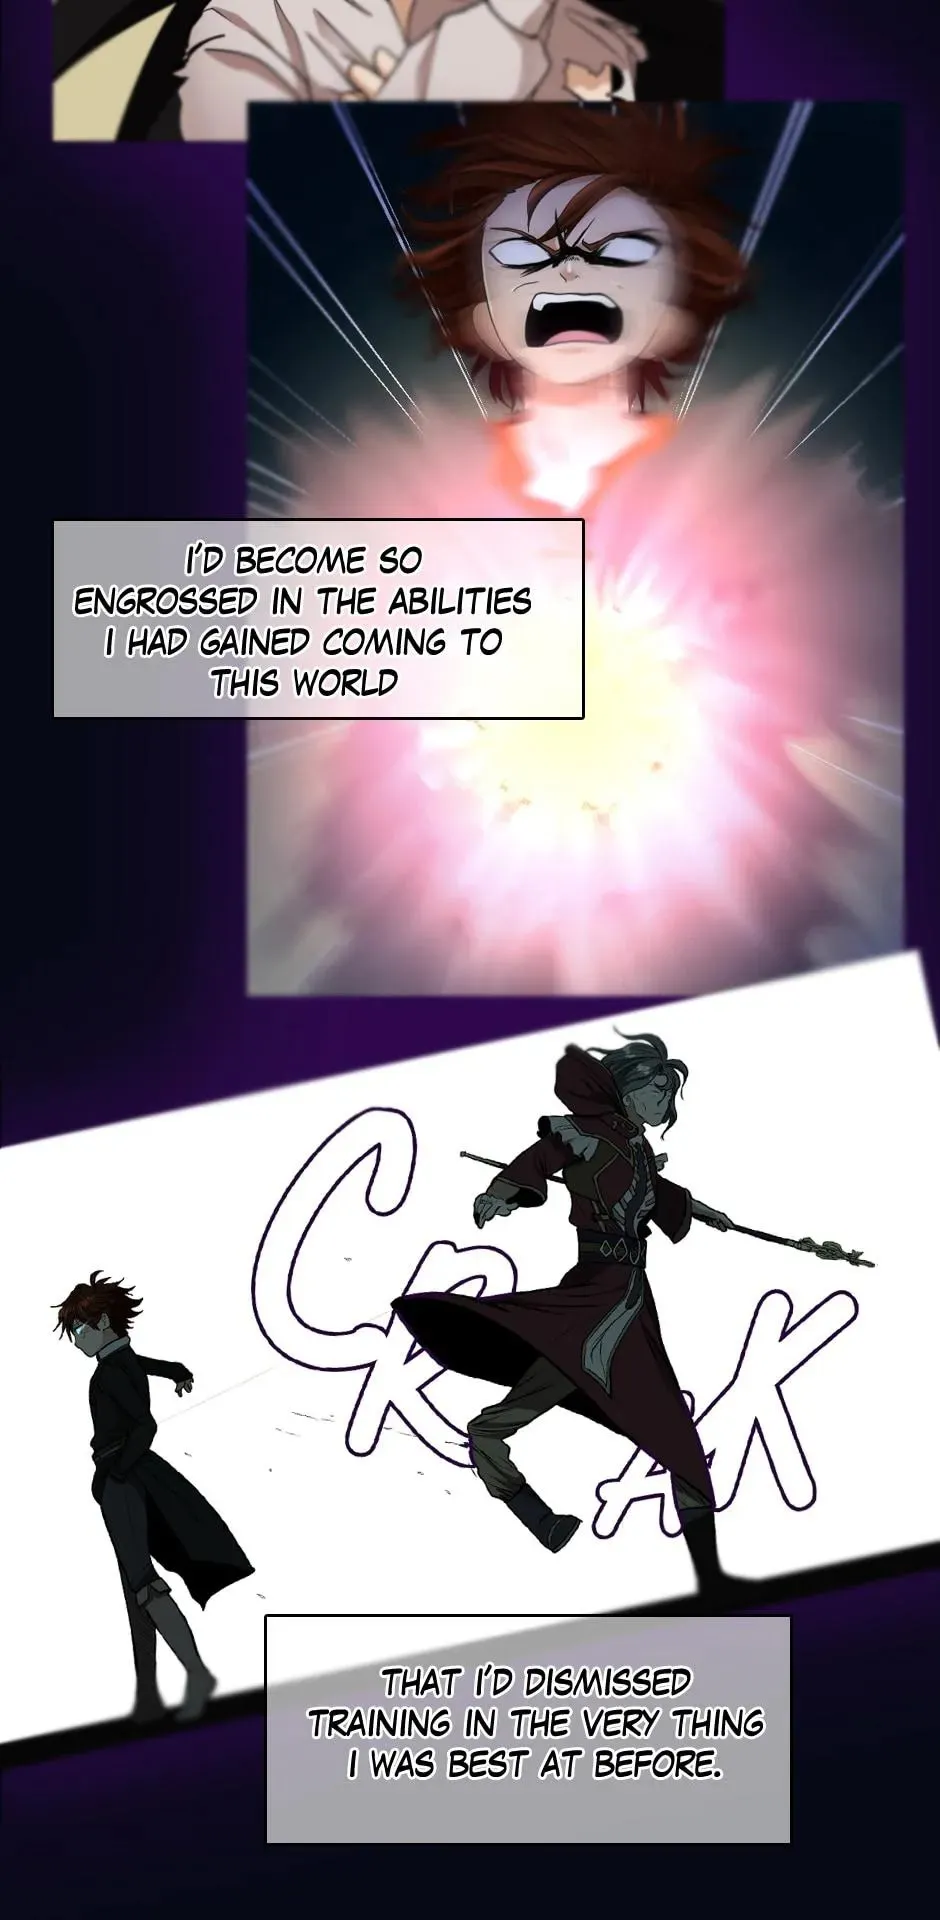 I'D BECOME SO
ENGROSSED IN THE ABILITIES
I HAD GAINED COMING TO
THIS WORLD
CRAK
THAT I'D DISMISSED
TRAINING IN THE VERY THING
I WAS BEST AT BEFORE.